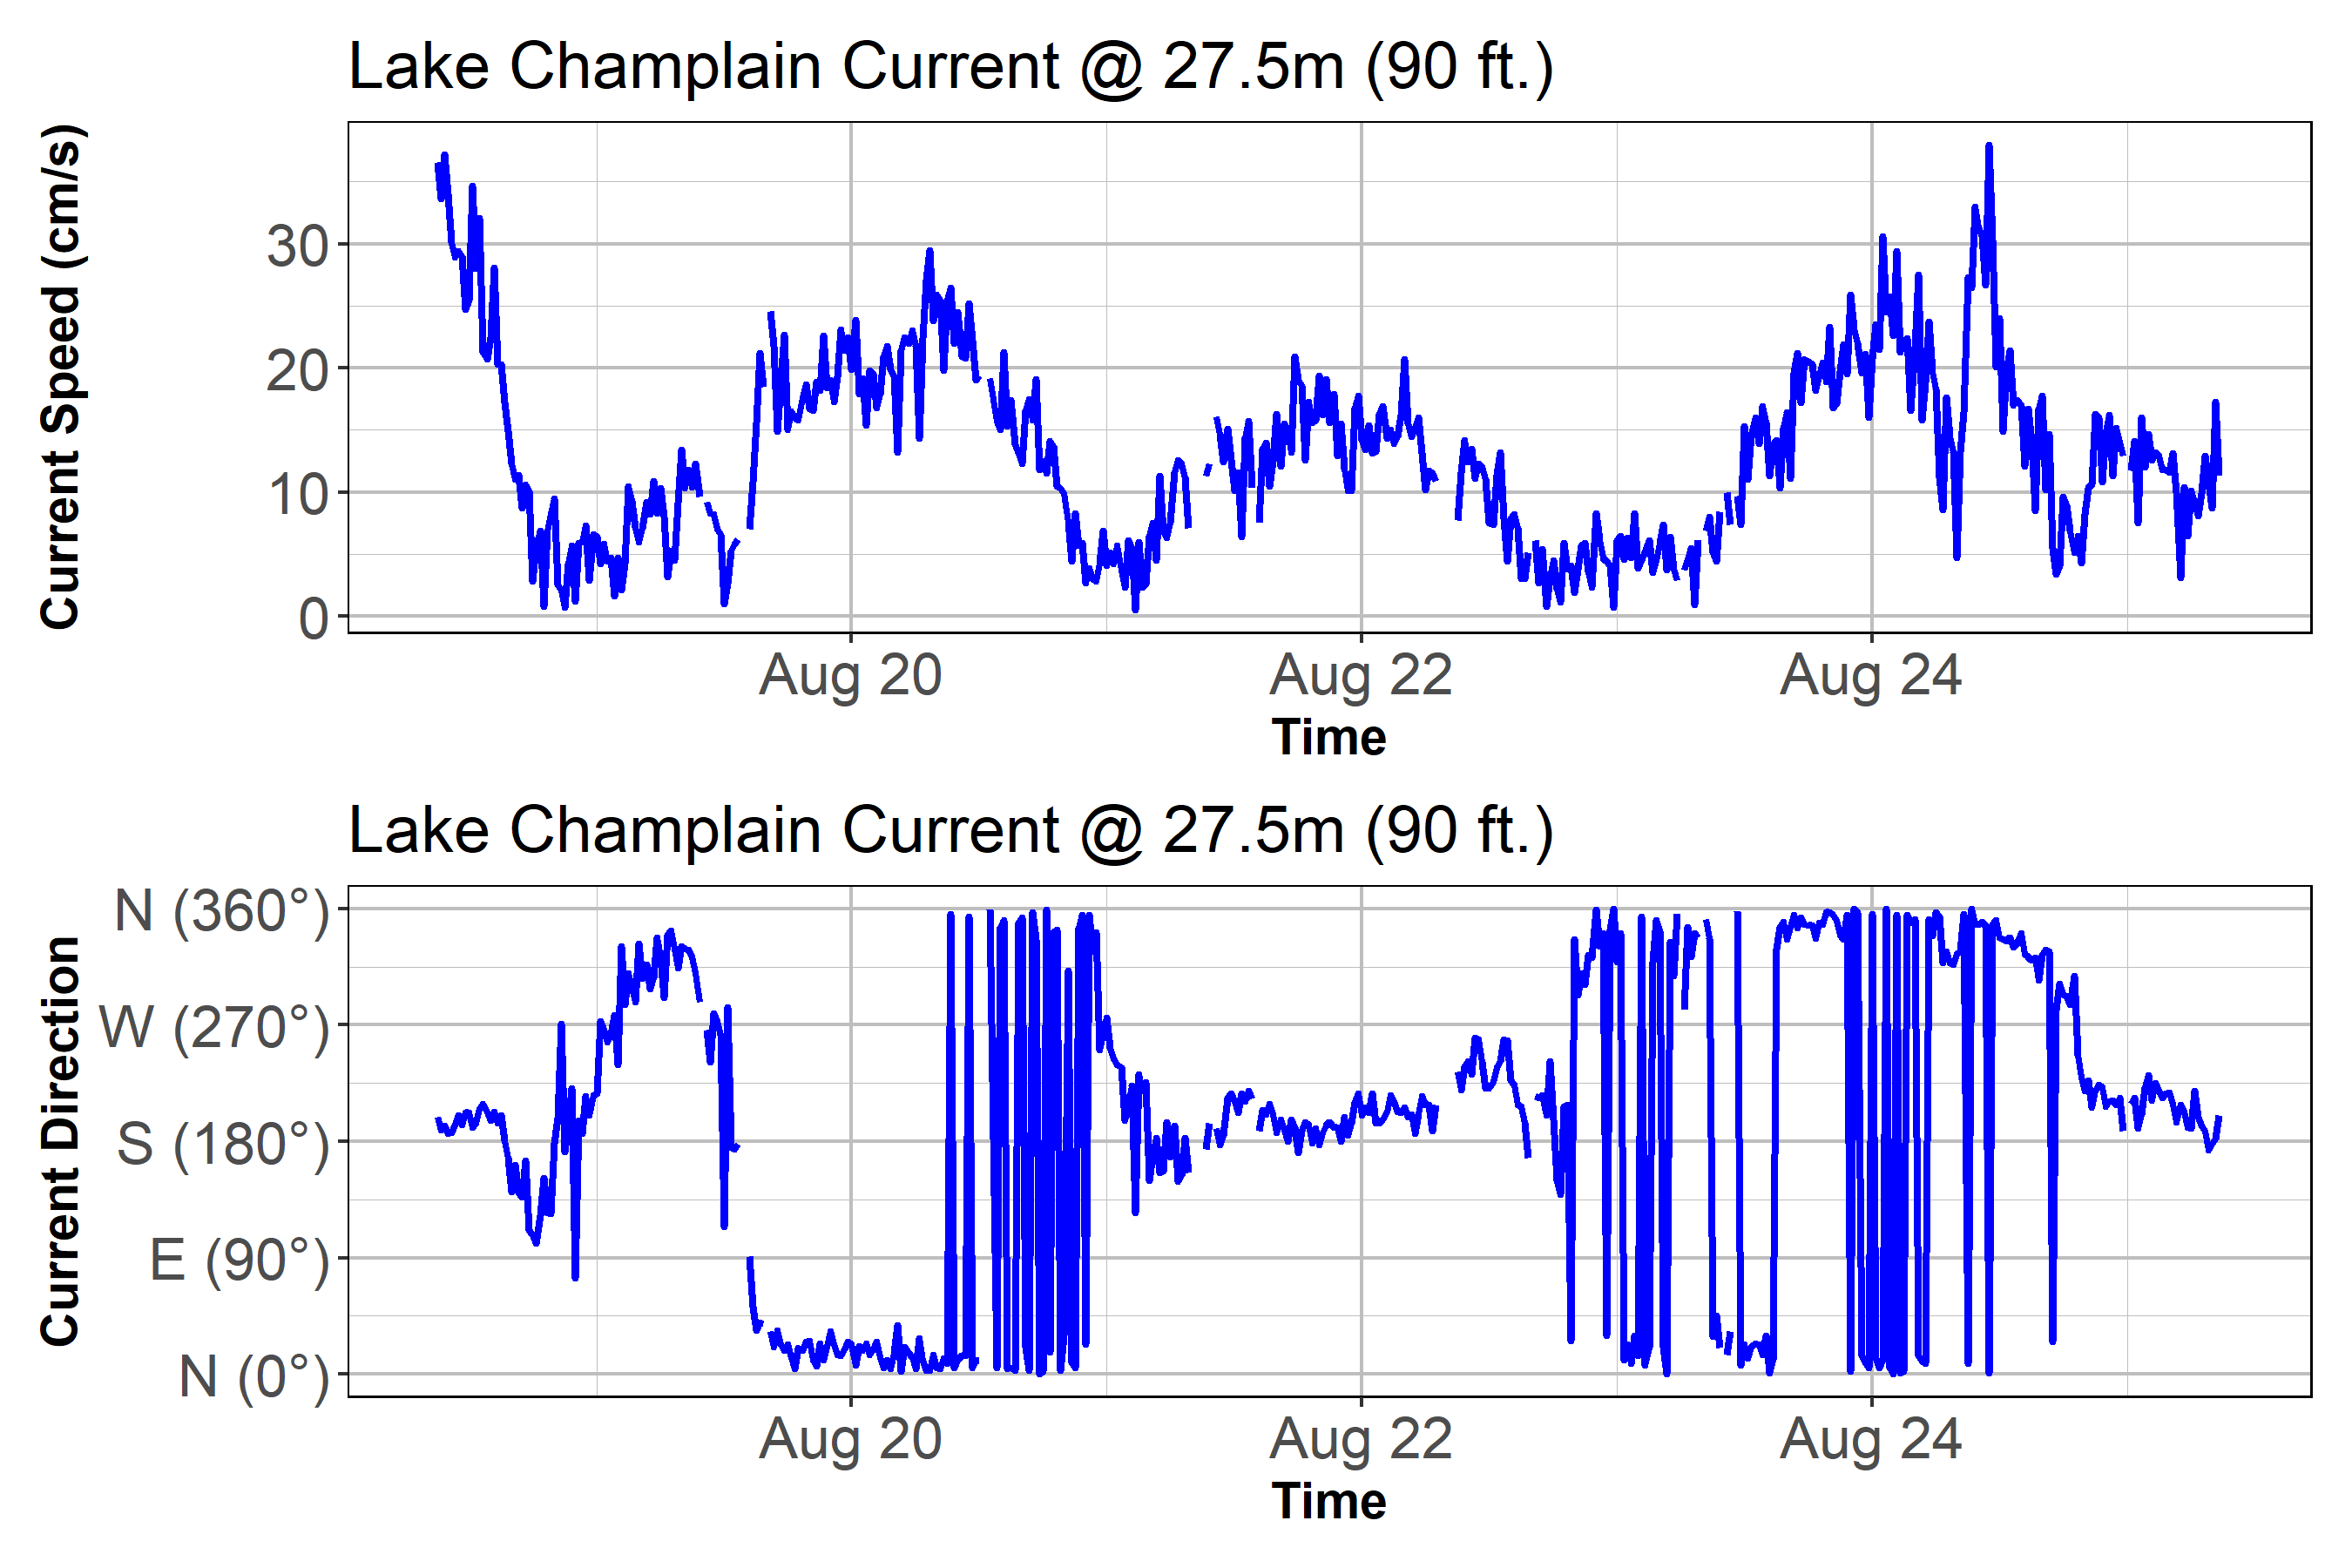 Lake Champlain Current @ 27.5m (90 ft.)
Current Speed (cm/s)
30
20
10
0
Aug 20 Aug 22 Aug 24
Time
Lake Champlain Current @ 27.5m (90 ft.)
Current Direction
N (360°)
W (270°)
S (180°)
E (90°)
N (0°)
Aug 20 Aug 22 Aug 24
Time